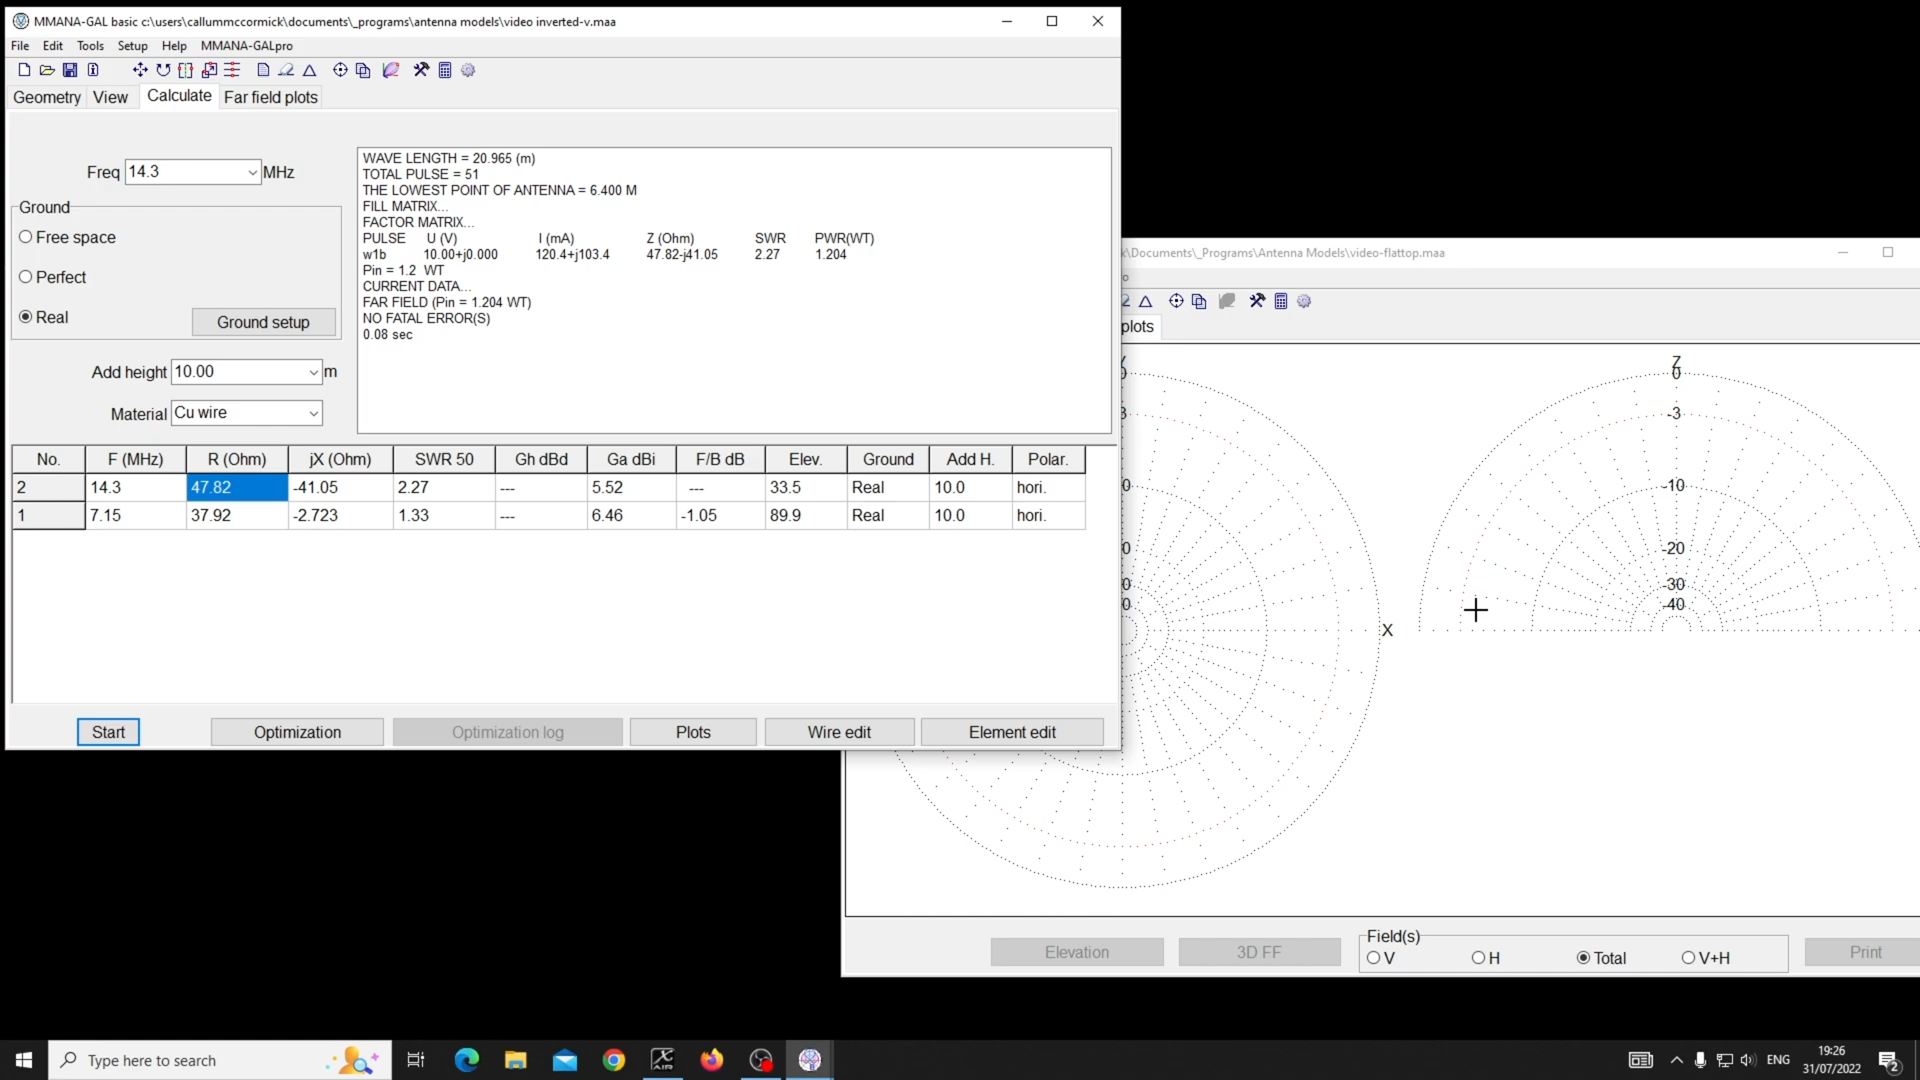 MMANA-GAL basic c:\users\callummccormick\documents\_programs\antenna models\video inverted-v.maa
File Edit Tools Setup Help MMANA-GALpro
Geometry View Calculate Far field plots
Freq 14.3 MHz
Ground
Free space
Perfect
Real Ground setup
Add height 10.00 m
Material Cu wire
WAVE LENGTH = 20.965 (m)
TOTAL PULSE = 51
THE LOWEST POINT OF ANTENNA = 6.400 M
FILL MATRIX...
FACTOR MATRIX...
PULSE U (V) I (mA) Z (Ohm) SWR PWR(WT)
w1b 10.00+j0.000 120.4+j103.4 47.82-j41.05 2.27 1.204
Pin = 1.2 WT
CURRENT DATA...
FAR FIELD (Pin = 1.204 WT)
NO FATAL ERROR(S)
0.08 sec
No. F (MHz) R (Ohm) jX (Ohm) SWR 50 Gh dBd Ga dBi F/B dB Elev. Ground Add H. Polar.
2 14.3 47.82 -41.05 2.27 --- 5.52 --- 33.5 Real 10.0 hori.
1 7.15 37.92 -2.723 1.33 --- 6.46 -1.05 89.9 Real 10.0 hori.
Start Optimization Optimization log Plots Wire edit Element edit
k\Documents\_Programs\Antenna Models\video-flattop.maa
plots
Z
0
-3
-10
-20
-30
-40
X
Elevation 3D FF
Field(s)
V H Total V+H
Print
Type here to search
ENG
19:26
31/07/2022
2